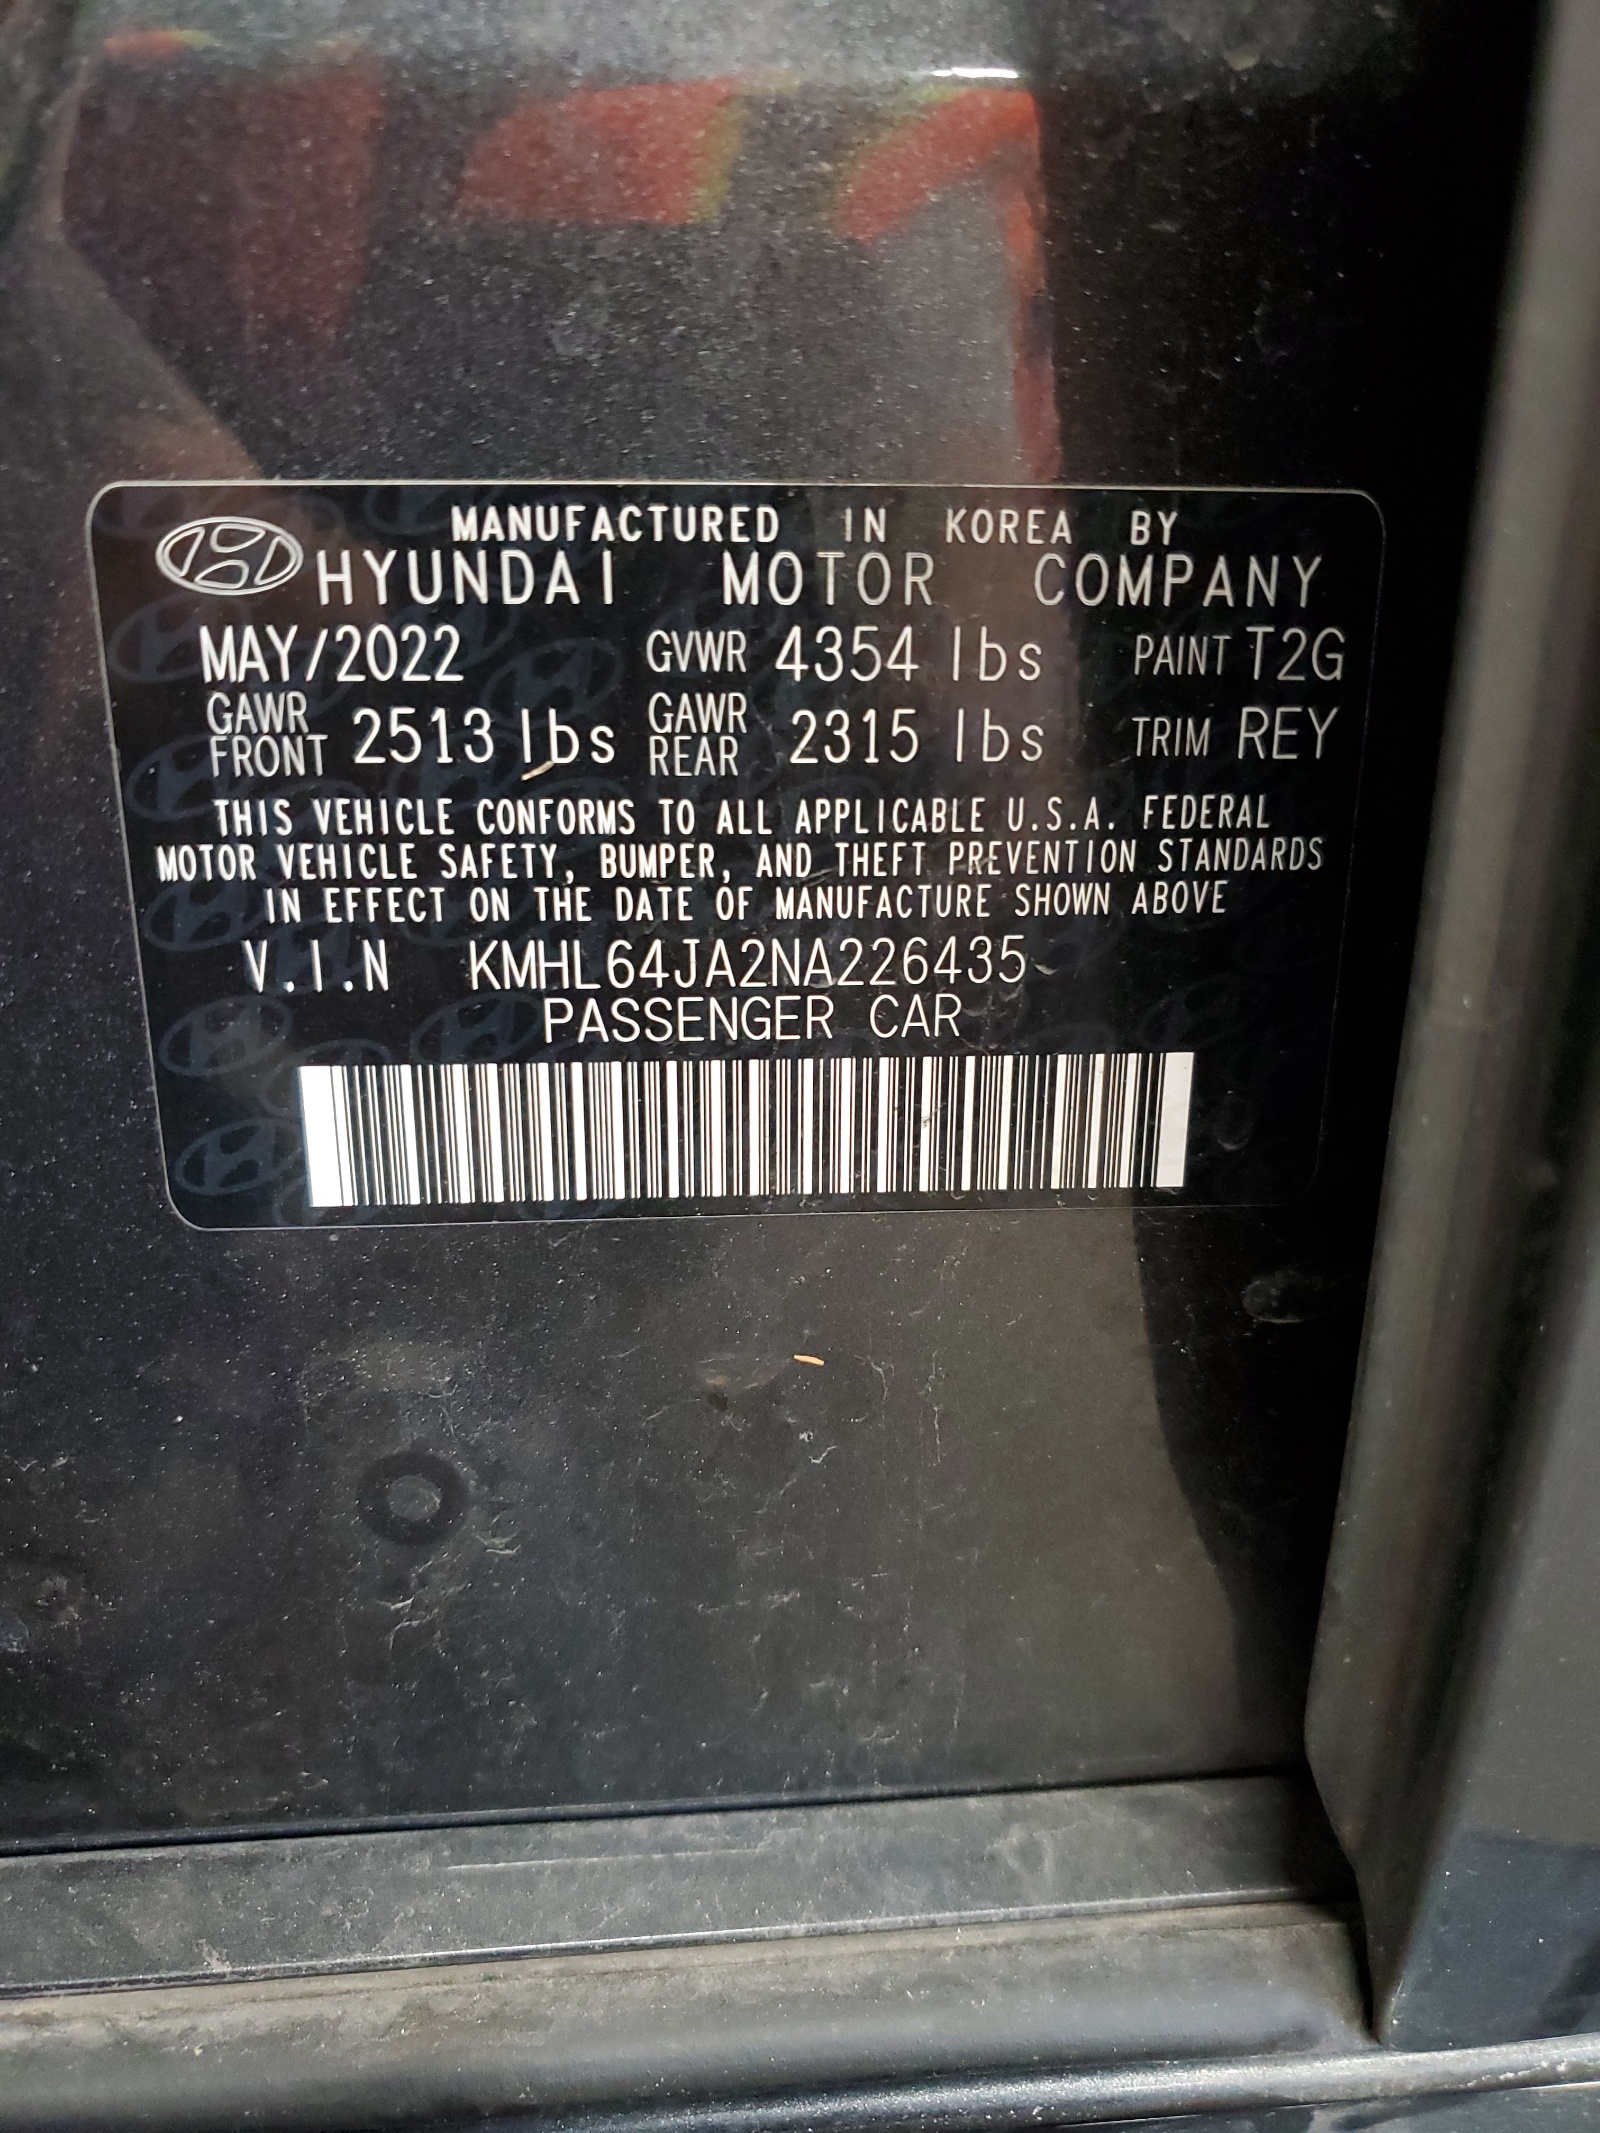 MANUFACTURED IN KOREA BY
HYUNDAI MOTOR COMPANY
MAY/2022 GVWR 4354 lbs PAINT T2G
GAWR FRONT 2513 lbs GAWR REAR 2315 lbs TRIM REY
THIS VEHICLE CONFORMS TO ALL APPLICABLE U.S.A. FEDERAL
MOTOR VEHICLE SAFETY, BUMPER, AND THEFT PREVENTION STANDARDS
IN EFFECT ON THE DATE OF MANUFACTURE SHOWN ABOVE
V.I.N KMHL64JA2NA226435
PASSENGER CAR